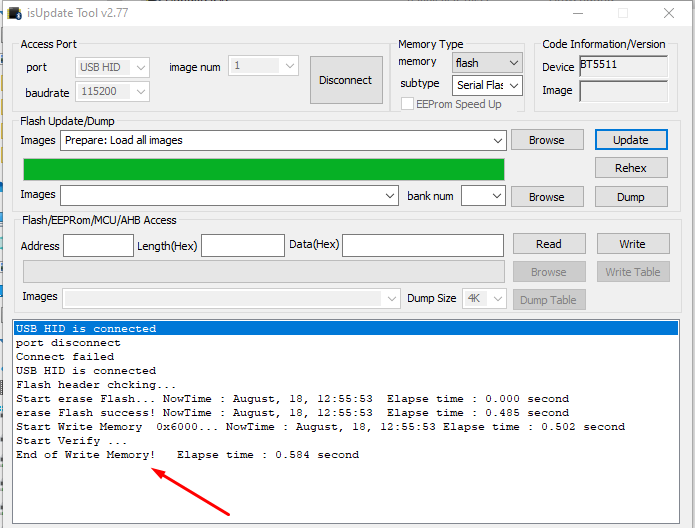 isUpdate Tool v2.77
Access Port
port USB HID image num 1
baudrate 115200
Disconnect
Memory Type
memory flash
subtype Serial Flas
EEProm Speed Up
Code Information/Version
Device BT5511
Image
Flash Update/Dump
Images Prepare: Load all images Browse Update
Rehex
Images bank num Browse Dump
Flash/EEPRom/MCU/AHB Access
Address Length(Hex) Data(Hex) Read Write
Browse Write Table
Images Dump Size 4K Dump Table
USB HID is connected
port disconnect
Connect failed
USB HID is connected
Flash header chcking...
Start erase Flash... NowTime : August, 18, 12:55:53 Elapse time : 0.000 second
erase Flash success! NowTime : August, 18, 12:55:53 Elapse time : 0.485 second
Start Write Memory 0x6000... NowTime : August, 18, 12:55:53 Elapse time : 0.502 second
Start Verify ...
End of Write Memory! Elapse time : 0.584 second